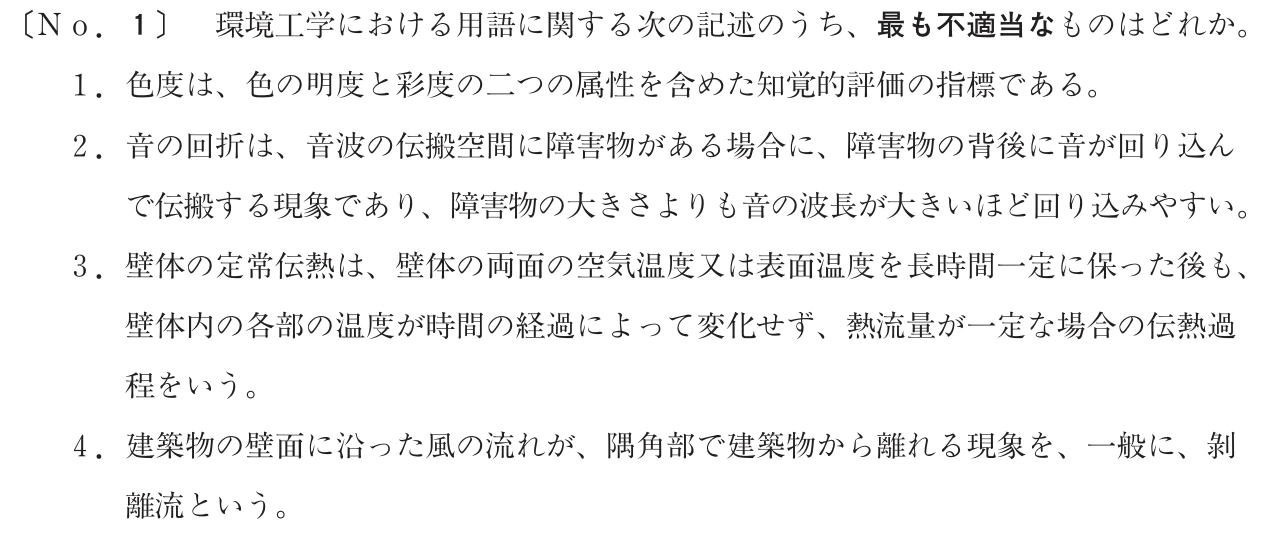 〔Ｎｏ．１〕　環境工学における用語に関する次の記述のうち、最も不適当なものはどれか。
１．色度は、色の明度と彩度の二つの属性を含めた知覚的評価の指標である。
２．音の回折は、音波の伝搬空間に障害物がある場合に、障害物の背後に音が回り込ん
で伝搬する現象であり、障害物の大きさよりも音の波長が大きいほど回り込みやすい。
３．壁体の定常伝熱は、壁体の両面の空気温度又は表面温度を長時間一定に保った後も、
壁体内の各部の温度が時間の経過によって変化せず、熱流量が一定な場合の伝熱過
程をいう。
４．建築物の壁面に沿った風の流れが、隅角部で建築物から離れる現象を、一般に、剝
離流という。